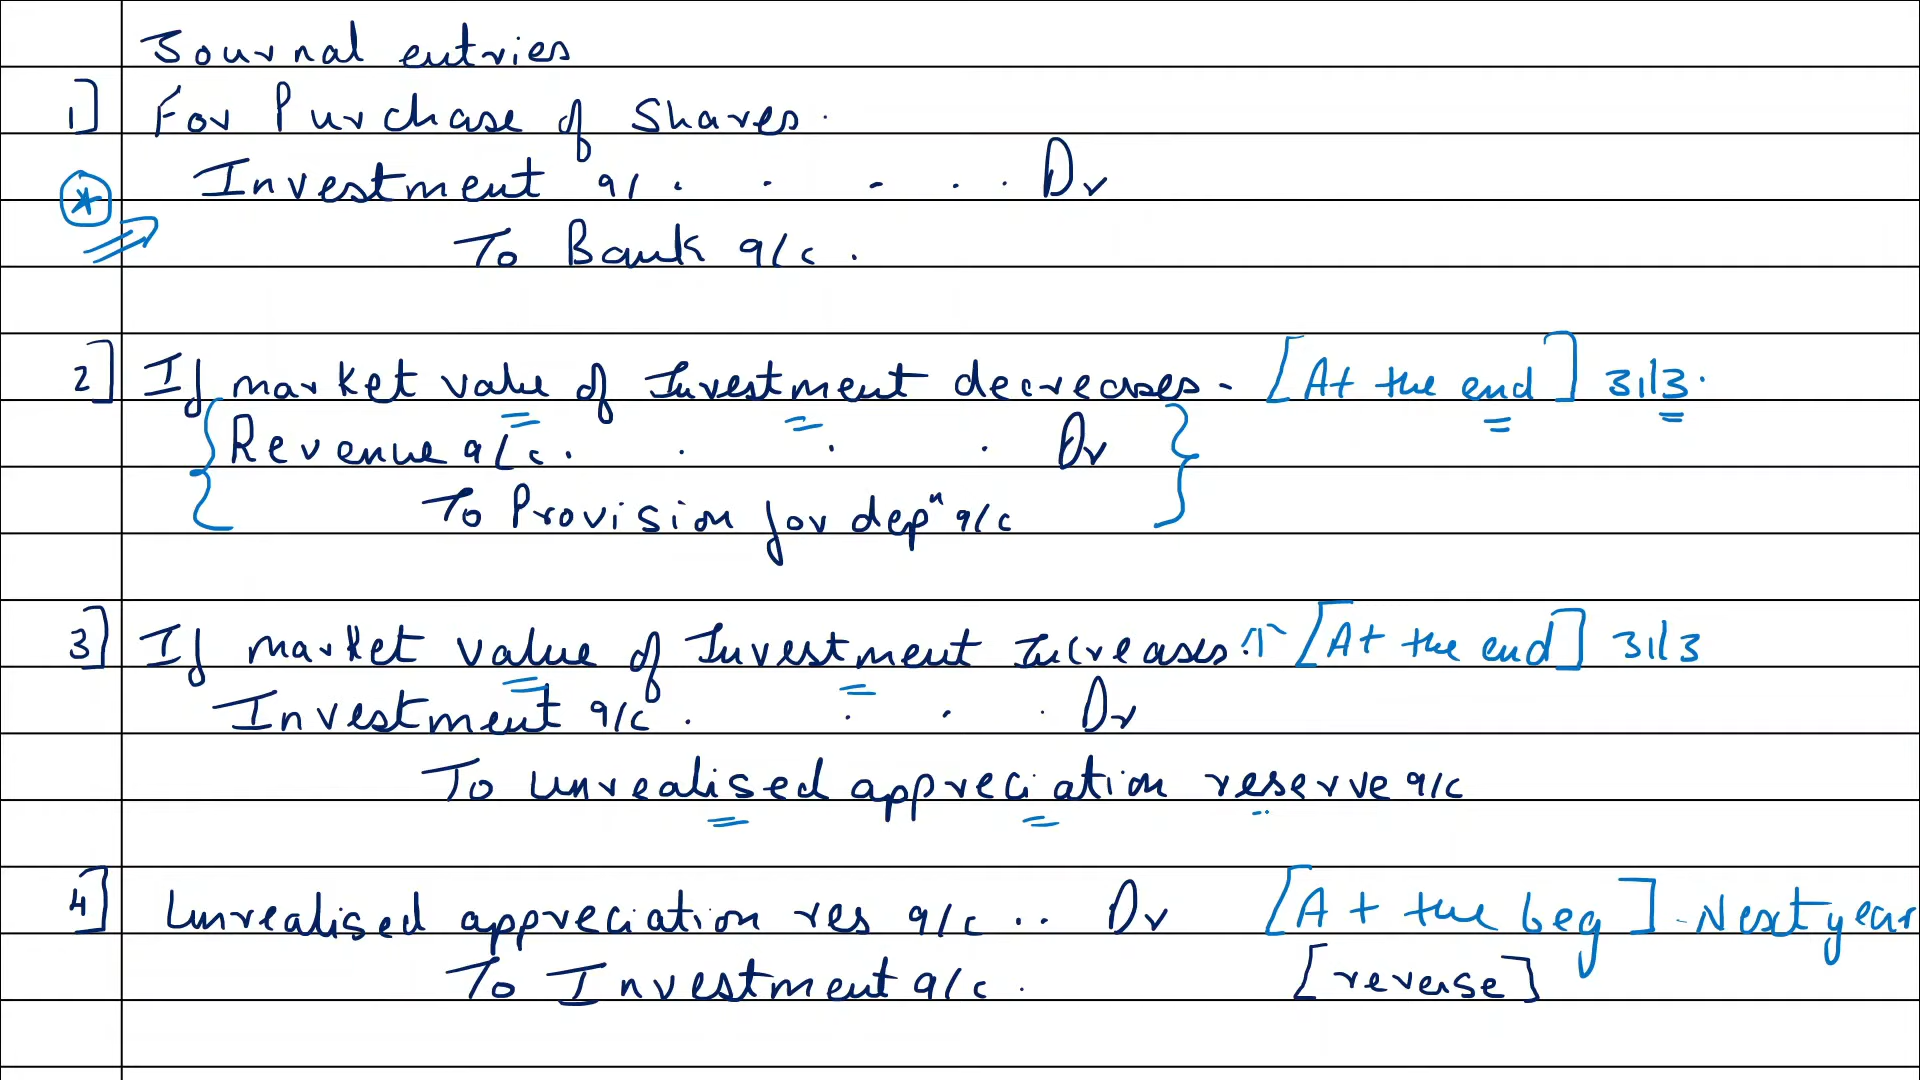 Journal entries
1] For Purchase of Shares.
Investment a/ . . - . . . Dr
To Bank a/c .
2] If market value of Investment decreases - [At the end] 31/3.
Revenue a/c . . . . Dr
To Provision for depⁿ a/c
3] If market value of Investment Increases.↑ [At the end] 31/3
Investment a/c . . . . Dr
To unrealised appreciation reserve a/c
4] Unrealised appreciation res a/c .. Dr [At the beg] - Next year
To Investment a/c . [reverse]